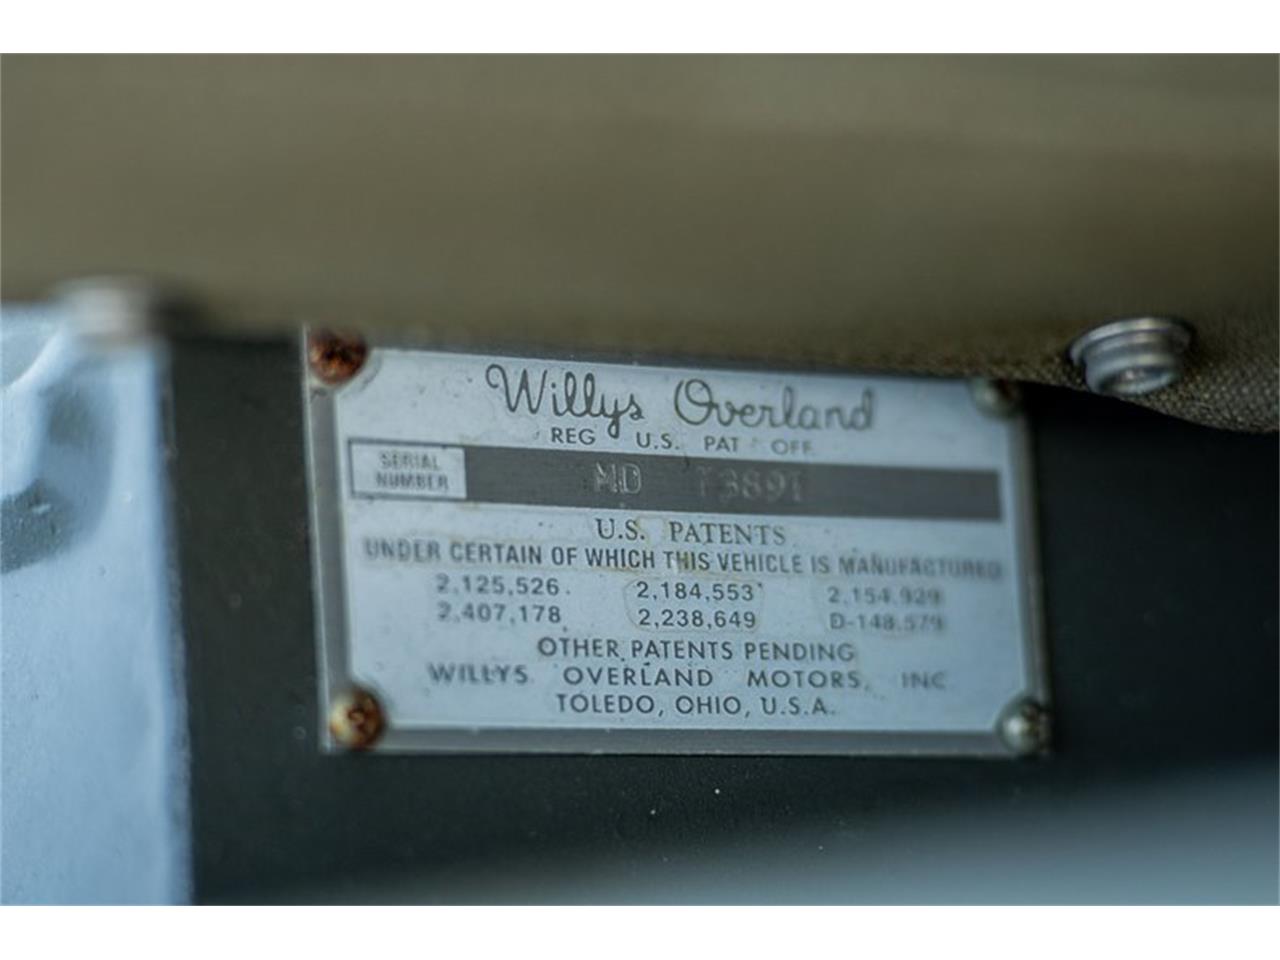 Willys Overland
REG U.S. PAT OFF.
SERIAL
NUMBER
MD
U.S. PATENTS
UNDER CERTAIN OF WHICH THIS VEHICLE IS MANUFACTURED
2,125,526. 2,184,553 2,154,929
2,407,178 2,238,649 D-148,579
OTHER PATENTS PENDING
WILLYS OVERLAND MOTORS, INC
TOLEDO, OHIO, U.S.A.